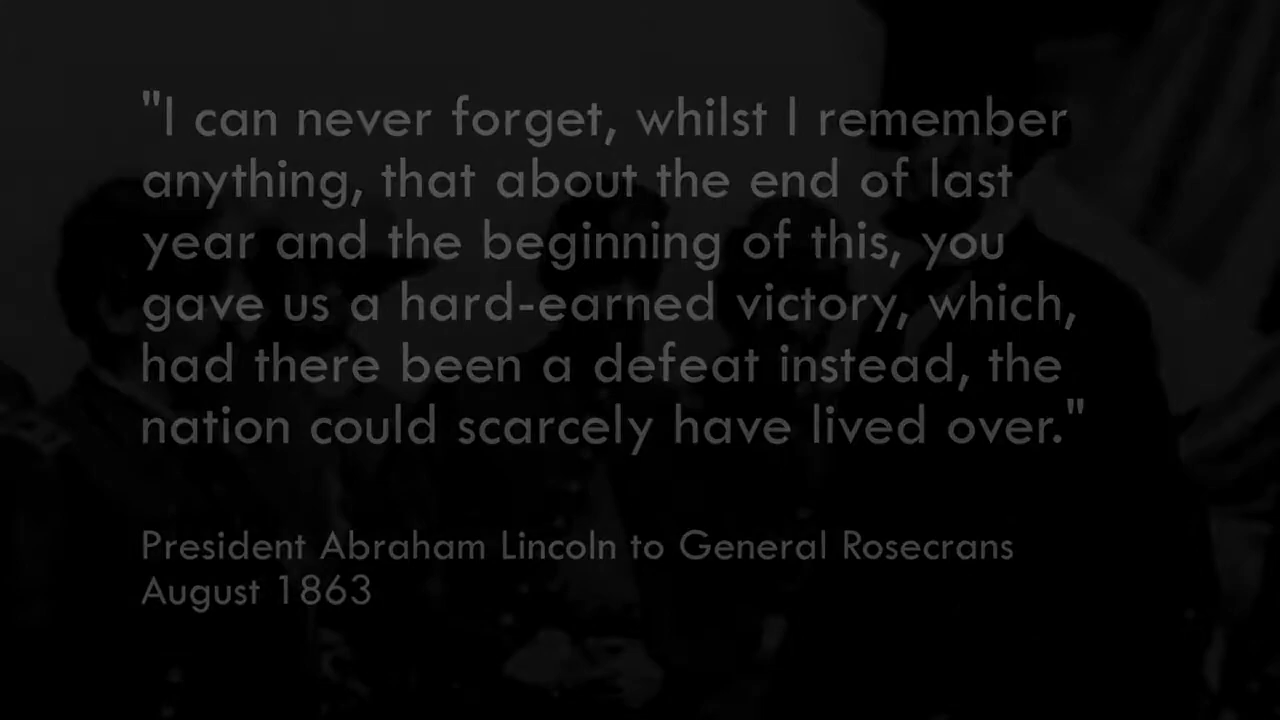 "I can never forget, whilst I remember
anything, that about the end of last
year and the beginning of this, you
gave us a hard-earned victory, which,
had there been a defeat instead, the
nation could scarcely have lived over."
President Abraham Lincoln to General Rosecrans
August 1863